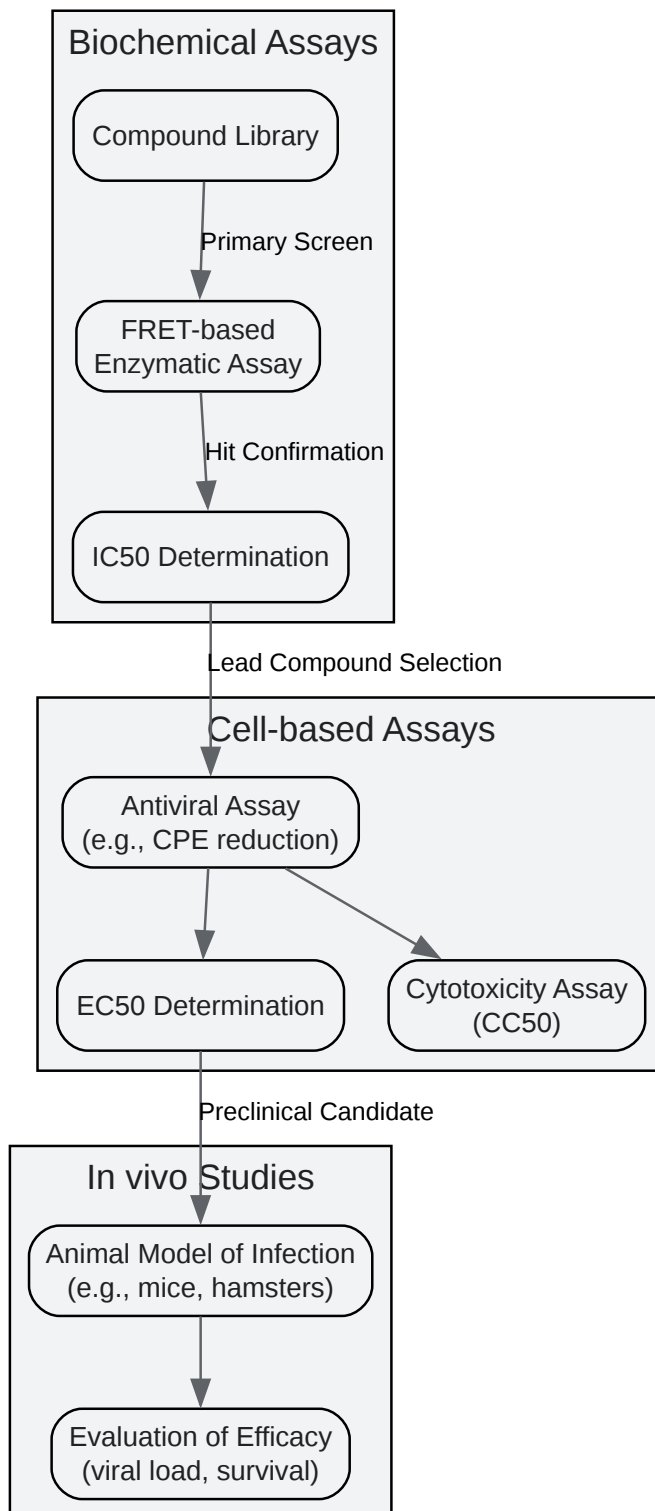 Biochemical Assays
Compound Library
Primary Screen
FRET-based
Enzymatic Assay
Hit Confirmation
IC50 Determination
Lead Compound Selection
Cell-based Assays
Antiviral Assay
(e.g., CPE reduction)
EC50 Determination
Cytotoxicity Assay
(CC50)
Preclinical Candidate
In vivo Studies
Animal Model of Infection
(e.g., mice, hamsters)
Evaluation of Efficacy
(viral load, survival)